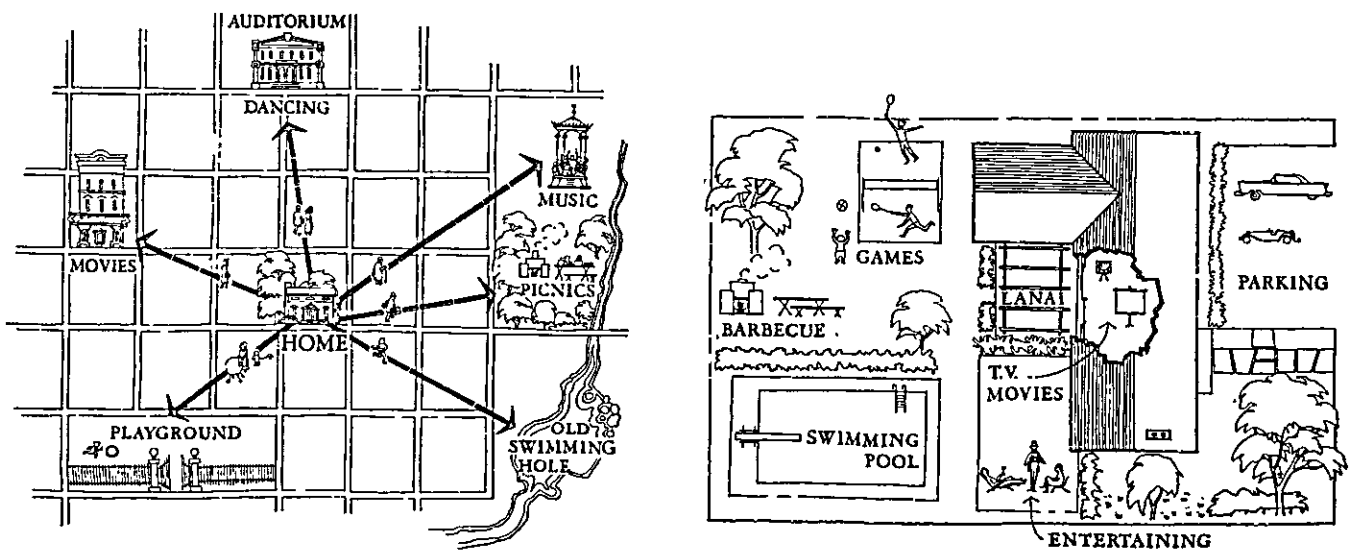 AUDITORIUM
DANCING
MUSIC
MOVIES
PICNICS
HOME
PLAYGROUND
OLD
SWIMMING
HOLE
GAMES
PARKING
LANAI
BARBECUE
T.V.
MOVIES
SWIMMING
POOL
ENTERTAINING